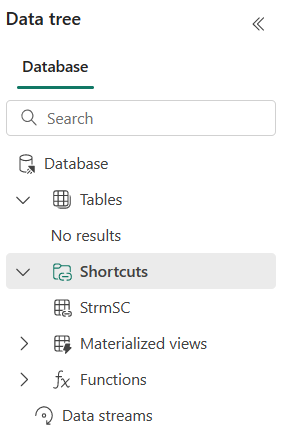 Data tree
Database
Search
Database
Tables
No results
Shortcuts
StrmSC
Materialized views
Functions
Data streams